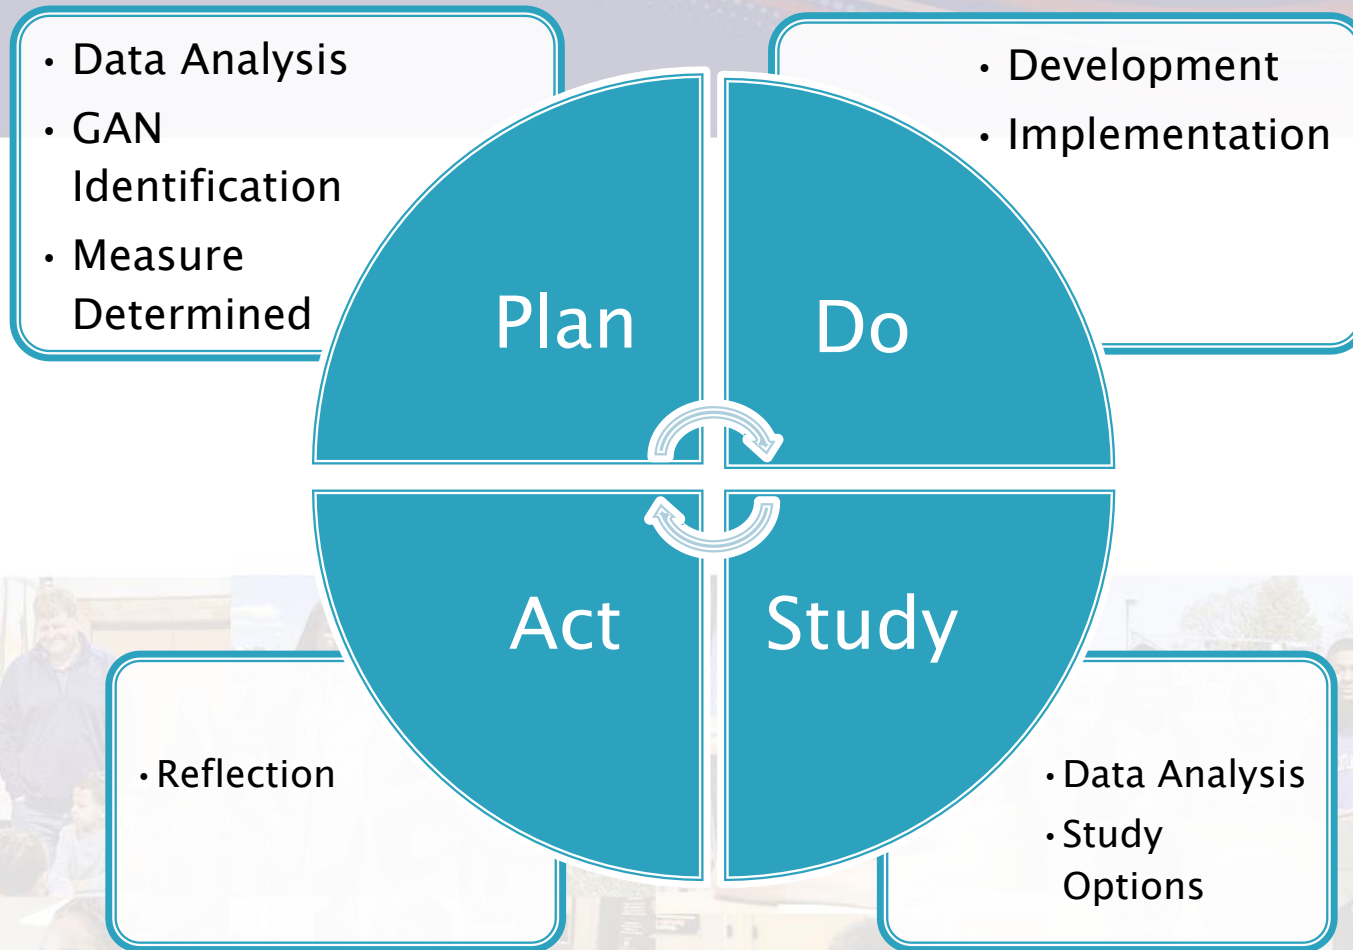 • Data Analysis
• GAN
Identification
• Measure
Determined
• Development
• Implementation
Plan
Do
Act
Study
• Reflection
• Data Analysis
• Study
Options